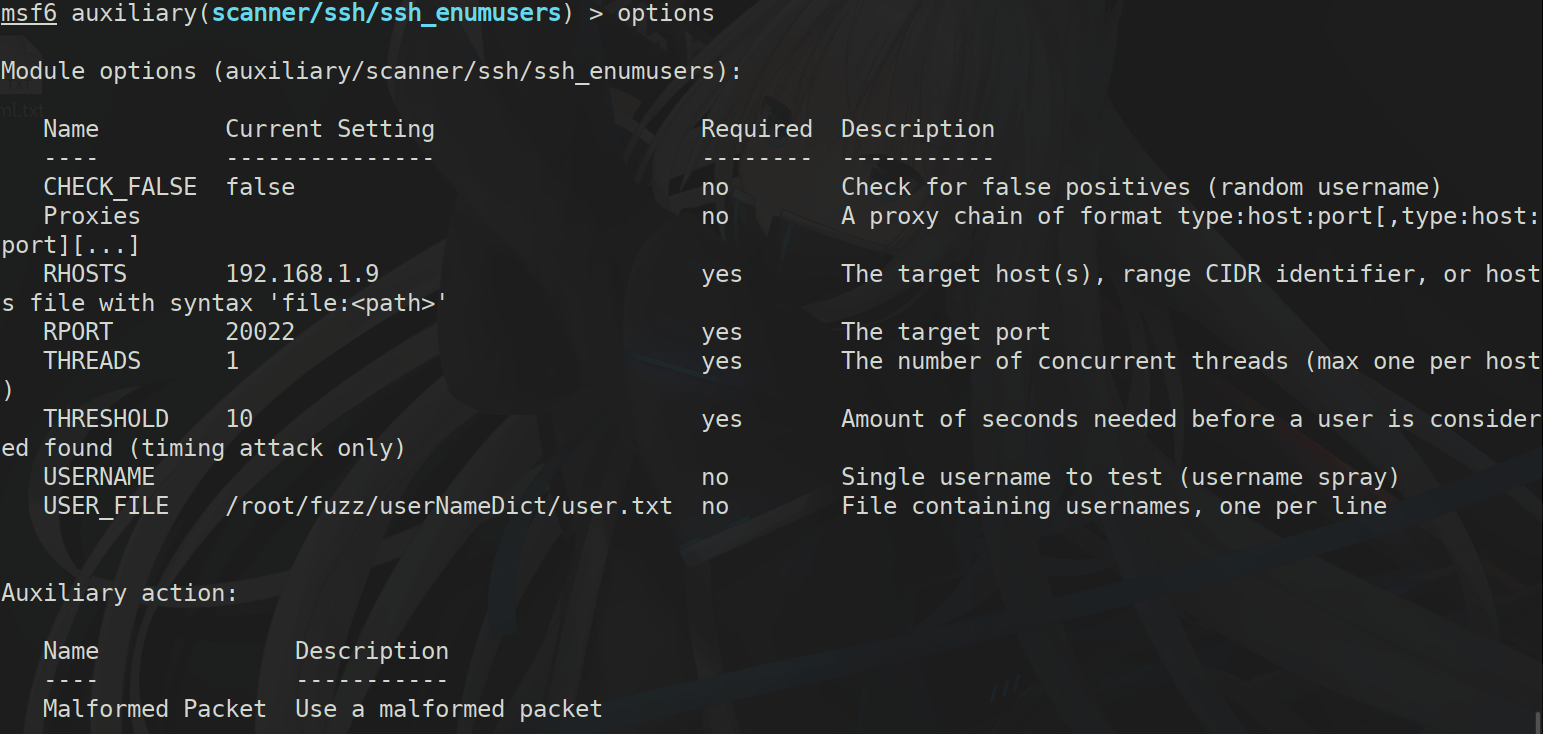 msf6 auxiliary(scanner/ssh/ssh_enumusers) > options
Module options (auxiliary/scanner/ssh/ssh_enumusers):
ml.txt
Name Current Setting Required Description
---- --------------- -------- -----------
CHECK_FALSE false no Check for false positives (random username)
Proxies no A proxy chain of format type:host:port[,type:host:
port][...]
RHOSTS 192.168.1.9 yes The target host(s), range CIDR identifier, or host
s file with syntax 'file:<path>'
RPORT 20022 yes The target port
THREADS 1 yes The number of concurrent threads (max one per host
)
THRESHOLD 10 yes Amount of seconds needed before a user is consider
ed found (timing attack only)
USERNAME no Single username to test (username spray)
USER_FILE /root/fuzz/userNameDict/user.txt no File containing usernames, one per line
Auxiliary action:
Name Description
---- -----------
Malformed Packet Use a malformed packet